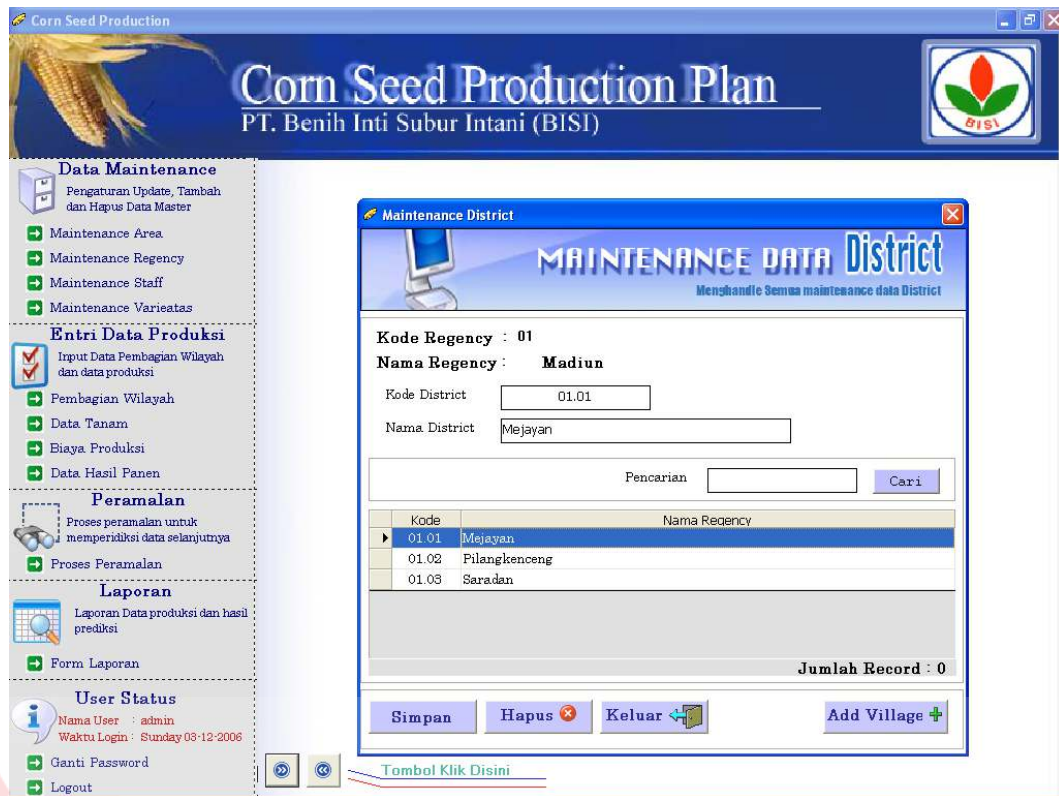 Corn Seed Production
Corn Seed Production Plan
PT. Benih Inti Subur Intani (BISI)
BISI
Data Maintenance
Pengaturan Update, Tambah
dan Hapus Data Master
Maintenance Area
Maintenance Regency
Maintenance Staff
Maintenance Varieatas
Entri Data Produksi
Input Data Pembagian Wilayah
dan data produksi
Pembagian Wilayah
Data Tanam
Biaya Produksi
Data Hasil Panen
Peramalan
Proses peramalan untuk
memperidiksi data selanjutnya
Proses Peramalan
Laporan
Laporan Data produksi dan hasil
prediksi
Form Laporan
User Status
Nama User : admin
Waktu Login : Sunday 03-12-2006
Ganti Password
Logout
Maintenance District
MAINTENANCE DATA District
Menghandle Semua maintenance data District
Kode Regency : 01
Nama Regency : Madiun
Kode District 01.01
Nama District Mejayan
Pencarian Cari
Kode Nama Regency
01.01 Mejayan
01.02 Pilangkenceng
01.03 Saradan
Jumlah Record : 0
Simpan Hapus Keluar Add Village
Tombol Klik Disini